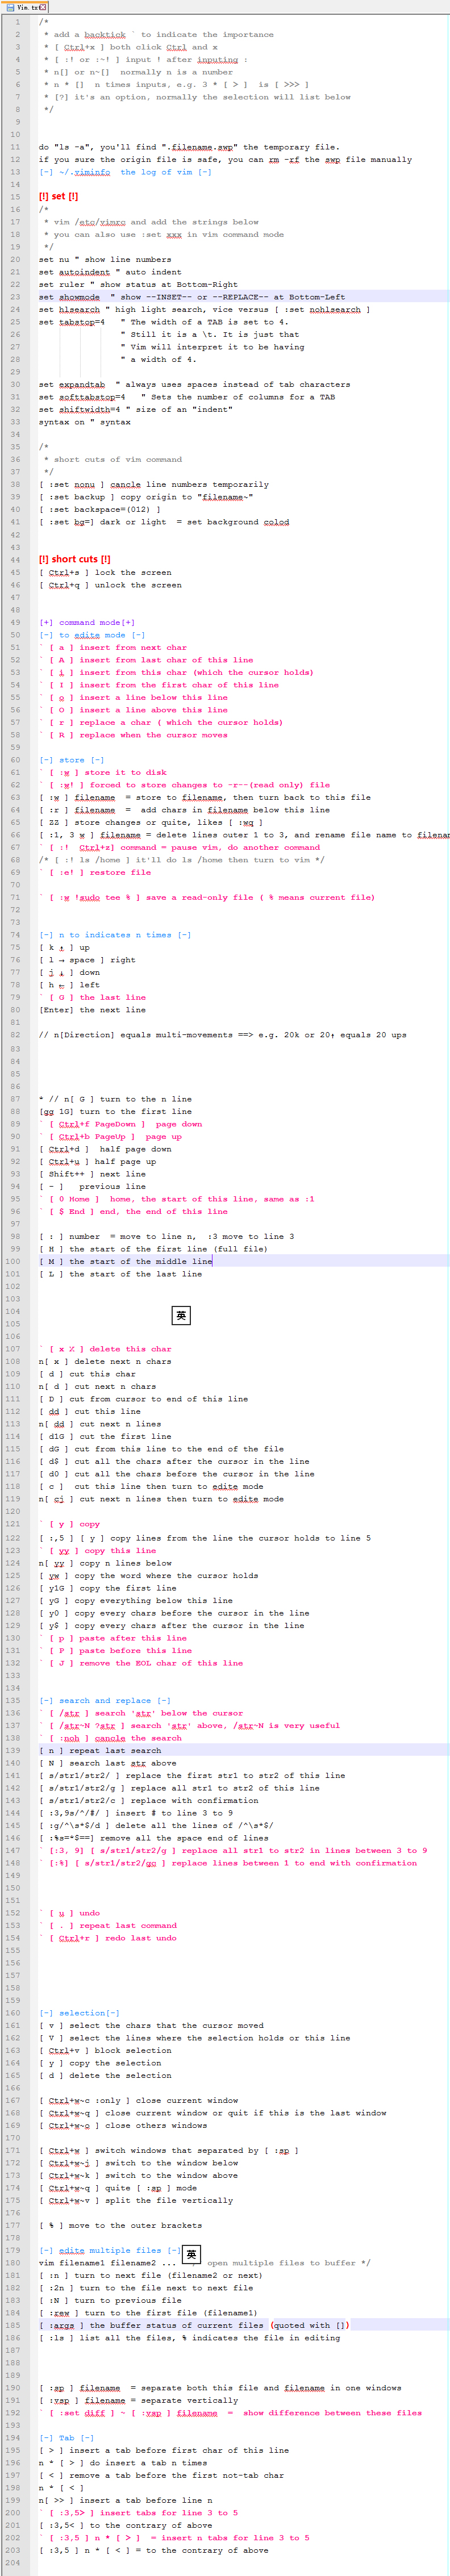 Vim.txt
1 /*
2 * add a backtick ` to indicate the importance
3 * [ Ctrl+x ] both click Ctrl and x
4 * [ :! or :~! ] input ! after inputing :
5 * n[] or n~[]  normally n is a number
6 * n * []  n times inputs, e.g. 3 * [ > ]  is [ >>> ]
7 * [?] it's an option, normally the selection will list below
8 */
9
10
11 do "ls -a", you'll find ".filename.swp" the temporary file.
12 if you sure the origin file is safe, you can rm -rf the swp file manually
13 [-] ~/.viminfo  the log of vim [-]
14
15 [!] set [!]
16 /*
17 * vim /etc/vimrc and add the strings below
18 * you can also use :set xxx in vim command mode
19 */
20 set nu " show line numbers
21 set autoindent " auto indent
22 set ruler " show status at Bottom-Right
23 set showmode  " show --INSET-- or --REPLACE-- at Bottom-Left
24 set hlsearch " high light search, vice versus [ :set nohlsearch ]
25 set tabstop=4   " The width of a TAB is set to 4.
26 " Still it is a \t. It is just that
27 " Vim will interpret it to be having
28 " a width of 4.
29
30 set expandtab  " always uses spaces instead of tab characters
31 set softtabstop=4   " Sets the number of columns for a TAB
32 set shiftwidth=4 " size of an "indent"
33 syntax on " syntax
34
35 /*
36 * short cuts of vim command
37 */
38 [ :set nonu ] cancle line numbers temporarily
39 [ :set backup ] copy origin to "filename~"
40 [ :set backspace=(012) ]
41 [ :set bg=] dark or light  = set background colod
42
43
44 [!] short cuts [!]
45 [ Ctrl+s ] lock the screen
46 [ Ctrl+q ] unlock the screen
47
48
49 [+] command mode[+]
50 [-] to edite mode [-]
51 ` [ a ] insert from next char
52 ` [ A ] insert from last char of this line
53 ` [ i ] insert from this char (which the cursor holds)
54 ` [ I ] insert from the first char of this line
55 ` [ o ] insert a line below this line
56 ` [ O ] insert a line above this line
57 ` [ r ] replace a char ( which the cursor holds)
58 ` [ R ] replace when the cursor moves
59
60 [-] store [-]
61 ` [ :w ] store it to disk
62 ` [ :w! ] forced to store changes to -r--(read only) file
63 [ :w ] filename  = store to filename, then turn back to this file
64 [ :r ] filename  =  add chars in filename below this line
65 [ ZZ ] store changes or quite, likes [ :wq ]
66 [ :1, 3 w ] filename = delete lines outer 1 to 3, and rename file name to filenam
67 ` [ :!  Ctrl+z] command = pause vim, do another command
68 /* [ :! ls /home ] it'll do ls /home then turn to vim */
69 ` [ :e! ] restore file
70
71 ` [ :w !sudo tee % ] save a read-only file ( % means current file)
72
73
74 [-] n to indicates n times [-]
75 [ k ↑ ] up
76 [ l → space ] right
77 [ j ↓ ] down
78 [ h ← ] left
79 ` [ G ] the last line
80 [Enter] the next line
81
82 // n[Direction] equals multi-movements ==> e.g. 20k or 20↑ equals 20 ups
83
84
85
86
87 * // n[ G ] turn to the n line
88 [gg 1G] turn to the first line
89 ` [ Ctrl+f PageDown ]  page down
90 ` [ Ctrl+b PageUp ]  page up
91 [ Ctrl+d ]  half page down
92 [ Ctrl+u ] half page up
93 [ Shift++ ] next line
94 [ - ]   previous line
95 ` [ 0 Home ]  home, the start of this line, same as :1
96 ` [ $ End ] end, the end of this line
97
98 [ : ] number  = move to line n,  :3 move to line 3
99 [ H ] the start of the first line (full file)
100 [ M ] the start of the middle line
101 [ L ] the start of the last line
102
103
104
英
105
106
107 ` [ x X ] delete this char
108 n[ x ] delete next n chars
109 [ d ] cut this char
110 n[ d ] cut next n chars
111 [ D ] cut from cursor to end of this line
112 [ dd ] cut this line
113 n[ dd ] cut next n lines
114 [ d1G ] cut the first line
115 [ dG ] cut from this line to the end of the file
116 [ d$ ] cut all the chars after the cursor in the line
117 [ d0 ] cut all the chars before the cursor in the line
118 [ c ]  cut this line then turn to edite mode
119 n[ cj ] cut next n lines then turn to edite mode
120
121 ` [ y ] copy
122 [ :,5 ] [ y ] copy lines from line the cursor holds to line 5
123 ` [ yy ] copy this line
124 n[ yy ] copy n lines below
125 [ yw ] copy the word where the cursor holds
126 [ y1G ] copy the first line
127 [ yG ] copy everything below this line
128 [ y0 ] copy every chars before the cursor in the line
129 [ y$ ] copy every chars after the cursor in the line
130 ` [ p ] paste after this line
131 ` [ P ] paste before this line
132 ` [ J ] remove the EOL char of this line
133
134
135 [-] search and replace [-]
136 ` [ /str ] search 'str' below the cursor
137 ` [ /str~N ?str ] search 'str' above, /str~N is very useful
138 ` [ :noh ] cancle the search
139 [ n ] repeat last search
140 [ N ] search last str above
141 [ s/str1/str2/ ] replace the first str1 to str2 of this line
142 [ s/str1/str2/g ] replace all str1 to str2 of this line
143 [ s/str1/str2/c ] replace with confirmation
144 [ :3,9s/^/#/ ] insert # to line 3 to 9
145 [ :g/^\s*$/d ] delete all the lines of /^\s*$/
146 [ :%s=*$==] remove all the space end of lines
147 ` [:3, 9] [ s/str1/str2/g ] replace all str1 to str2 in lines between 3 to 9
148 ` [:%] [ s/str1/str2/gc ] replace lines between 1 to end with confirmation
149
150
151
152 ` [ u ] undo
153 ` [ . ] repeat last command
154 ` [ Ctrl+r ] redo last undo
155
156
157
158
159
160 [-] selection[-]
161 [ v ] select the chars that the cursor moved
162 [ V ] select the lines where the selection holds or this line
163 [ Ctrl+v ] block selection
164 [ y ] copy the selection
165 [ d ] delete the selection
166
167 [ Ctrl+w~c :only ] close current window
168 [ Ctrl+w~q ] close current window or quit if this is the last window
169 [ Ctrl+w~o ] close others windows
170
171 [ Ctrl+w ] switch windows that separated by [ :sp ]
172 [ Ctrl+w~j ] switch to the window below
173 [ Ctrl+w~k ] switch to the window above
174 [ Ctrl+w~q ] quite [ :sp ] mode
175 [ Ctrl+w~v ] split the file vertically
176
177 [ % ] move to the outer brackets
178
179 [-] edite multiple files [-]
英
180 vim filename1 filename2 ... open multiple files to buffer */
181 [ :n ] turn to next file (filename2 or next)
182 [ :2n ] turn to the file next to next file
183 [ :N ] turn to previous file
184 [ :rew ] turn to the first file (filename1)
185 [ :args ] the buffer status of current files (quoted with [])
186 [ :ls ] list all the files, % indicates the file in editing
187
188
189
190 [ :sp ] filename  = separate both this file and filename in one windows
191 [ :vsp ] filename = separate vertically
192 ` [ :set diff ] ~ [ :vsp ] filename  =  show difference between these files
193
194 [-] Tab [-]
195 [ > ] insert a tab before first char of this line
196 n * [ > ] do insert a tab n times
197 [ < ] remove a tab before the first not-tab char
198 n * [ < ]
199 n[ >> ] insert a tab before line n
200 ` [ :3,5> ] insert tabs for line 3 to 5
201 [ :3,5< ] to the contrary of above
202 ` [ :3,5 ] n * [ > ]  = insert n tabs for line 3 to 5
203 [ :3,5 ] n * [ < ] = to the contrary of above
204